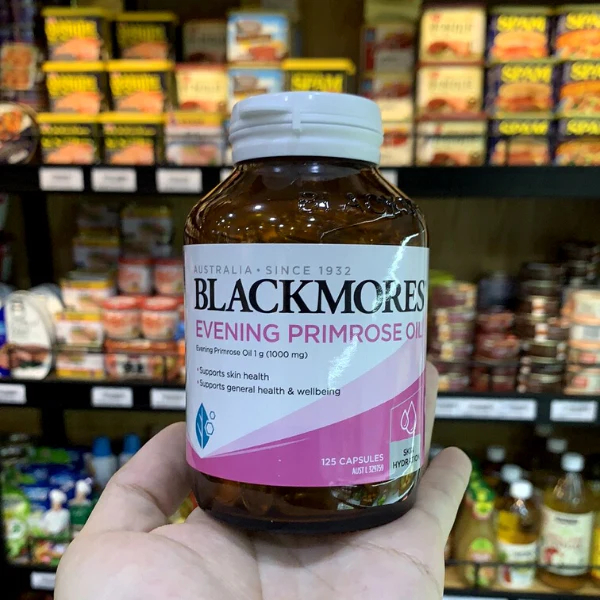 SPAM
SPAM
SPAM
SPAM
SPAM
AUSTRALIA • SINCE 1932
BLACKMORES
EVENING PRIMROSE OIL
Evening Primrose Oil 1 g (1000 mg)
• Supports skin health
• Supports general health & wellbeing
125 CAPSULES
HYDRATION